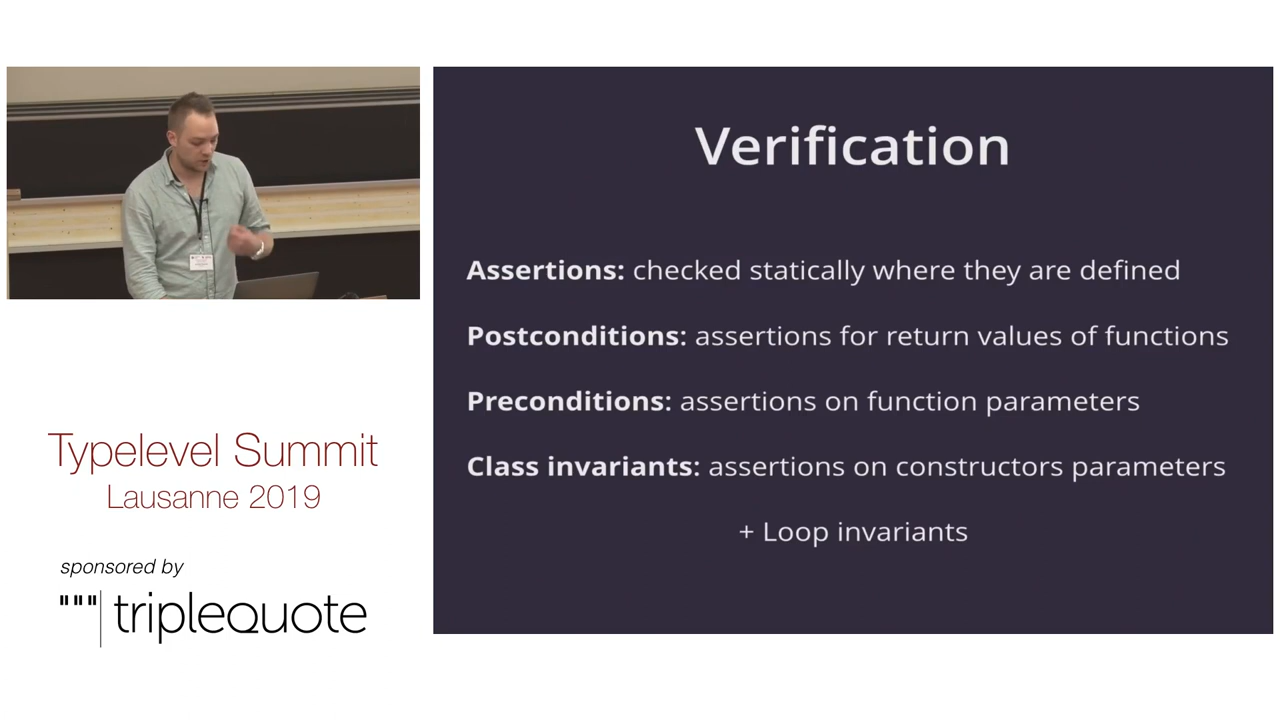 Verification
Assertions: checked statically where they are defined
Postconditions: assertions for return values of functions
Preconditions: assertions on function parameters
Class invariants: assertions on constructors parameters
+ Loop invariants
Typelevel Summit
Lausanne 2019
sponsored by
"""|triplequote